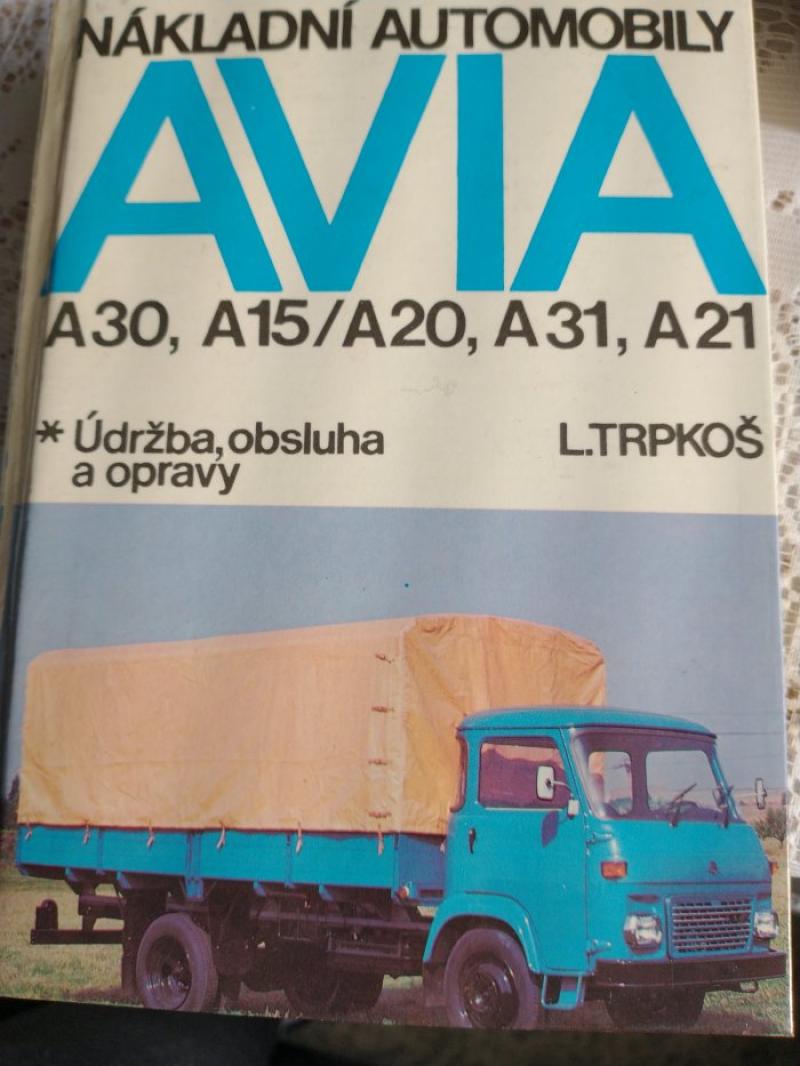 NÁKLADNÍ AUTOMOBILY
AVIA
A30, A15/A20, A31, A21
* Údržba, obsluha
a opravy
L.TRPKOŠ